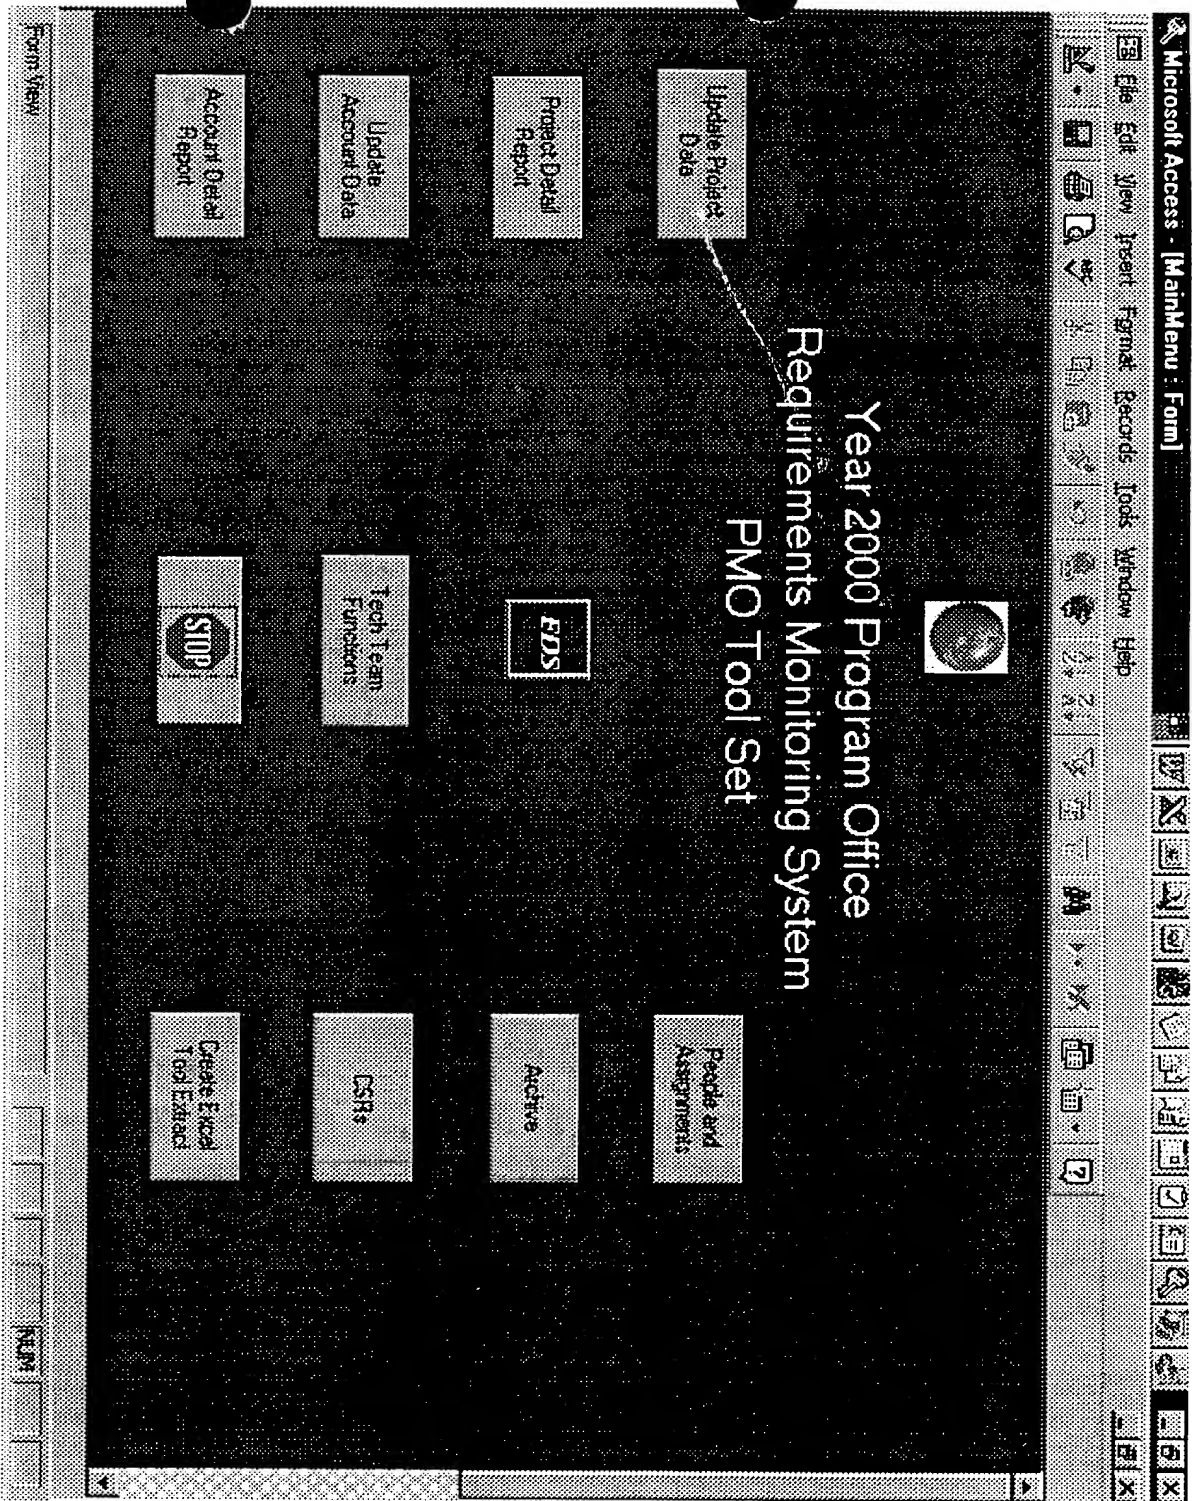 Microsoft Access - [MainMenu : Form]
File Edit View Insert Format Records Tools Window Help
Year 2000 Program Office
Requirements Monitoring System
PMO Tool Set
Update Project
Data
People and
Assignments
Project Detail
Report
EDS
Archive
Update
Account Data
Tech Team
Functions
CSRs
Account Detail
Report
STOP
Create Excel
Tool Extract
Form View
NUM